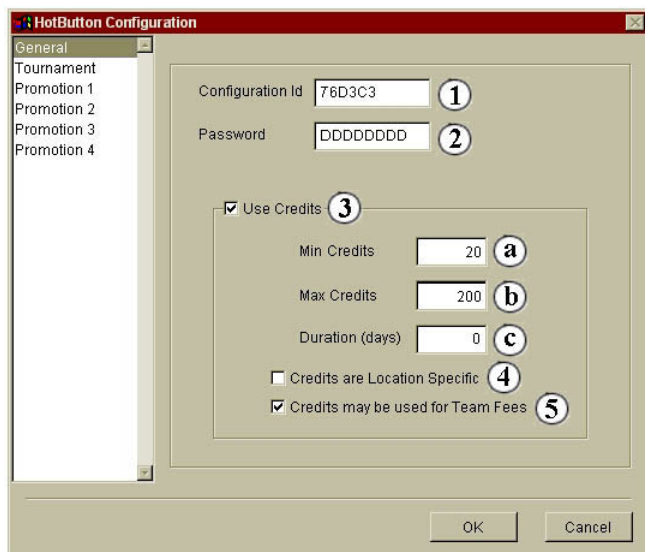 HotButton Configuration
General
Tournament
Promotion 1
Promotion 2
Promotion 3
Promotion 4
Configuration Id 76D3C3 1
Password DDDDDDDD 2
Use Credits 3
Min Credits 20 a
Max Credits 200 b
Duration (days) 0 c
Credits are Location Specific 4
Credits may be used for Team Fees 5
OK Cancel